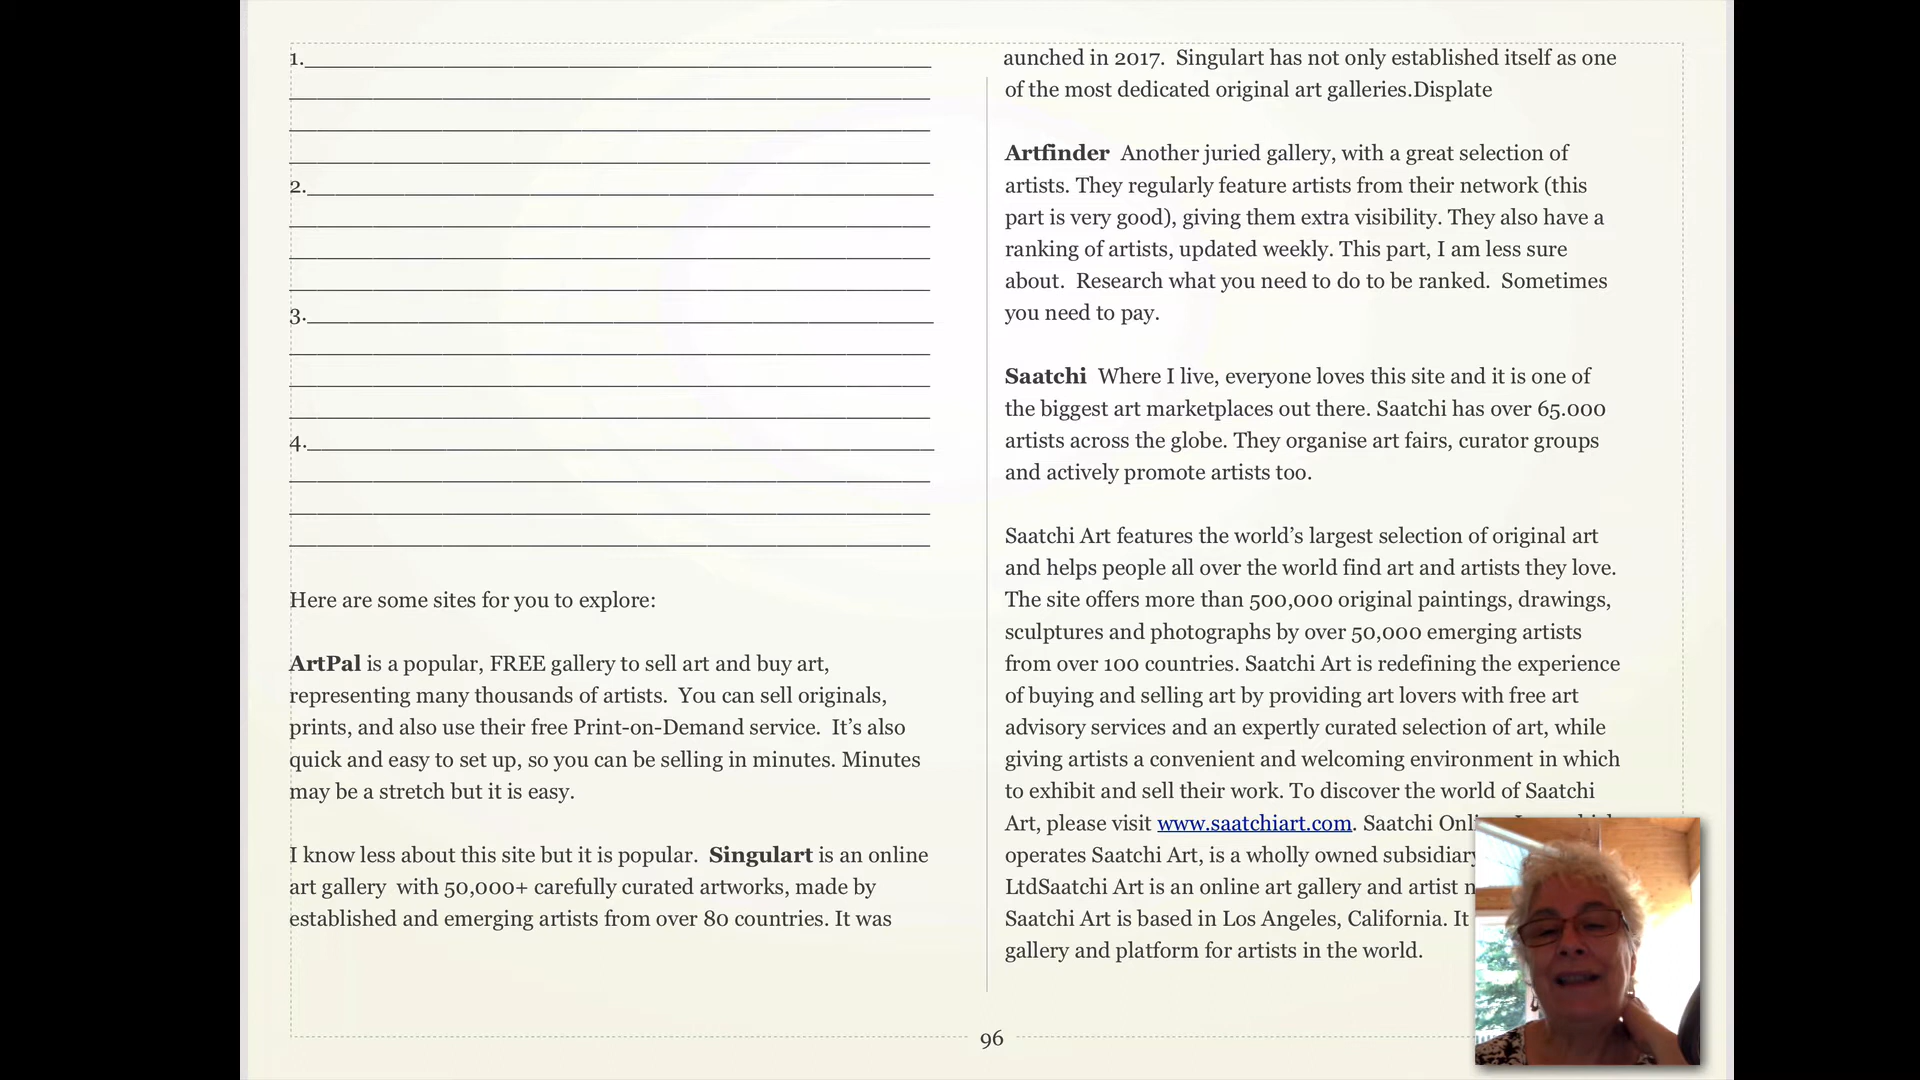 1.
2.
3.
4.
Here are some sites for you to explore:
ArtPal is a popular, FREE gallery to sell art and buy art,
representing many thousands of artists.  You can sell originals,
prints, and also use their free Print-on-Demand service.  It’s also
quick and easy to set up, so you can be selling in minutes. Minutes
may be a stretch but it is easy.
I know less about this site but it is popular.  Singulart is an online
art gallery  with 50,000+ carefully curated artworks, made by
established and emerging artists from over 80 countries. It was
aunched in 2017.  Singulart has not only established itself as one
of the most dedicated original art galleries.Displate
Artfinder  Another juried gallery, with a great selection of
artists. They regularly feature artists from their network (this
part is very good), giving them extra visibility. They also have a
ranking of artists, updated weekly. This part, I am less sure
about.  Research what you need to do to be ranked.  Sometimes
you need to pay.
Saatchi  Where I live, everyone loves this site and it is one of
the biggest art marketplaces out there. Saatchi has over 65.000
artists across the globe. They organise art fairs, curator groups
and actively promote artists too.
Saatchi Art features the world’s largest selection of original art
and helps people all over the world find art and artists they love.
The site offers more than 500,000 original paintings, drawings,
sculptures and photographs by over 50,000 emerging artists
from over 100 countries. Saatchi Art is redefining the experience
of buying and selling art by providing art lovers with free art
advisory services and an expertly curated selection of art, while
giving artists a convenient and welcoming environment in which
to exhibit and sell their work. To discover the world of Saatchi
Art, please visit www.saatchiart.com. Saatchi
operates Saatchi Art, is a wholly owned subsidiary
LtdSaatchi Art is an online art gallery and artist
Saatchi Art is based in Los Angeles, California. It
gallery and platform for artists in the world.
96